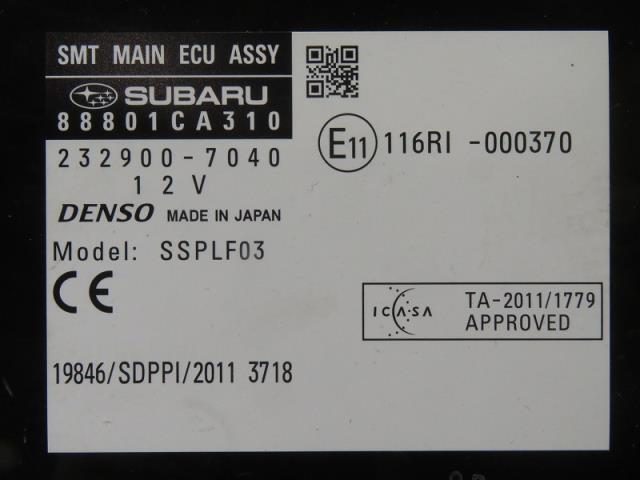 SMT MAIN ECU ASSY
SUBARU
88801CA310
232900-7040
12V
DENSO MADE IN JAPAN
Model: SSPLF03
CE
E11 116RI -000370
ICASA TA-2011/1779
APPROVED
19846/SDPPI/2011 3718